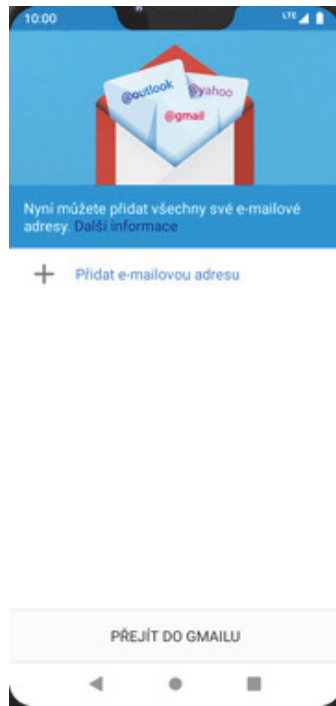 10:00 LTE
@outlook @yahoo
@gmail
Nyní můžete přidat všechny své e-mailové
adresy. Další informace
Přidat e-mailovou adresu
PŘEJÍT DO GMAILU